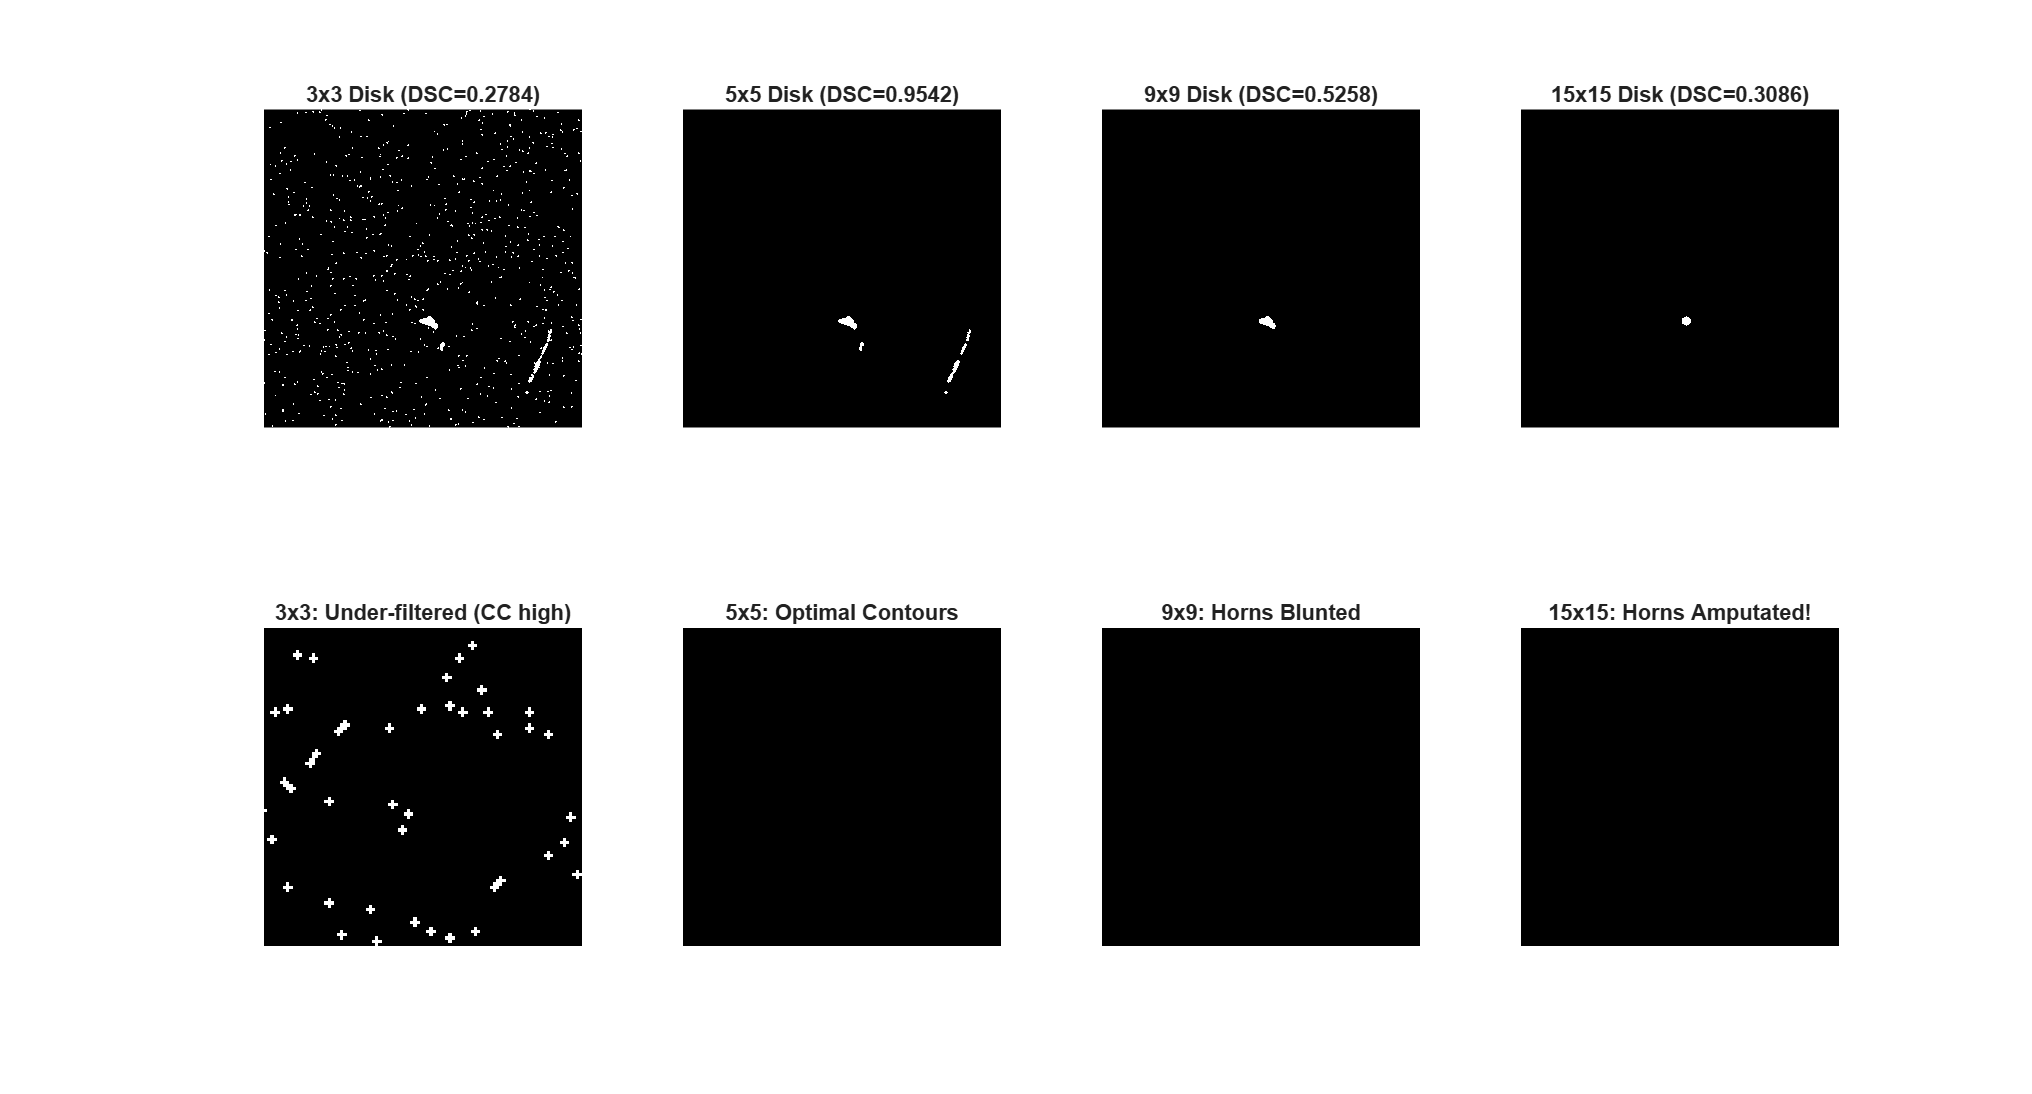 3x3 Disk (DSC=0.2784)
5x5 Disk (DSC=0.9542)
9x9 Disk (DSC=0.5258)
15x15 Disk (DSC=0.3086)
3x3: Under-filtered (CC high)
5x5: Optimal Contours
9x9: Horns Blunted
15x15: Horns Amputated!